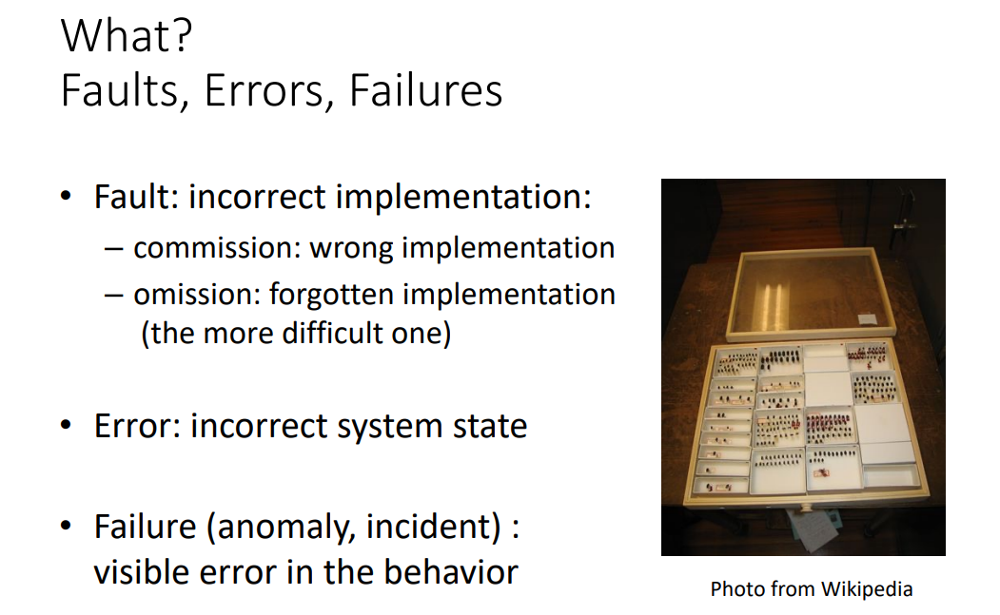 What?
Faults, Errors, Failures
• Fault: incorrect implementation:
– commission: wrong implementation
– omission: forgotten implementation
(the more difficult one)
• Error: incorrect system state
• Failure (anomaly, incident) :
visible error in the behavior
Photo from Wikipedia